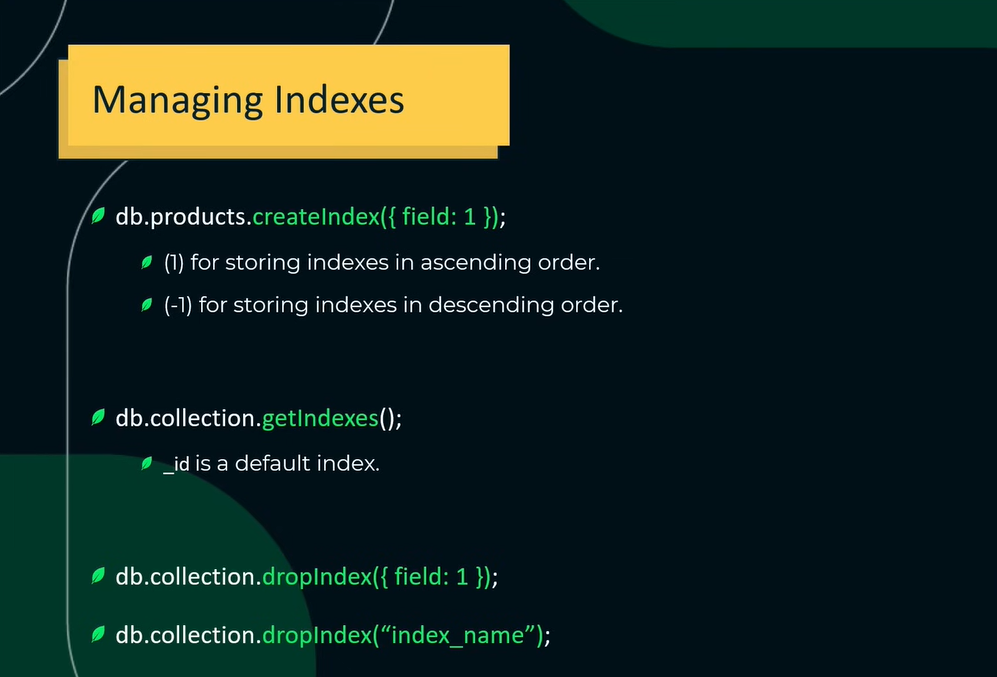 Managing Indexes
db.products.createIndex({ field: 1 });
(1) for storing indexes in ascending order.
(-1) for storing indexes in descending order.
db.collection.getIndexes();
_id is a default index.
db.collection.dropIndex({ field: 1 });
db.collection.dropIndex(“index_name”);